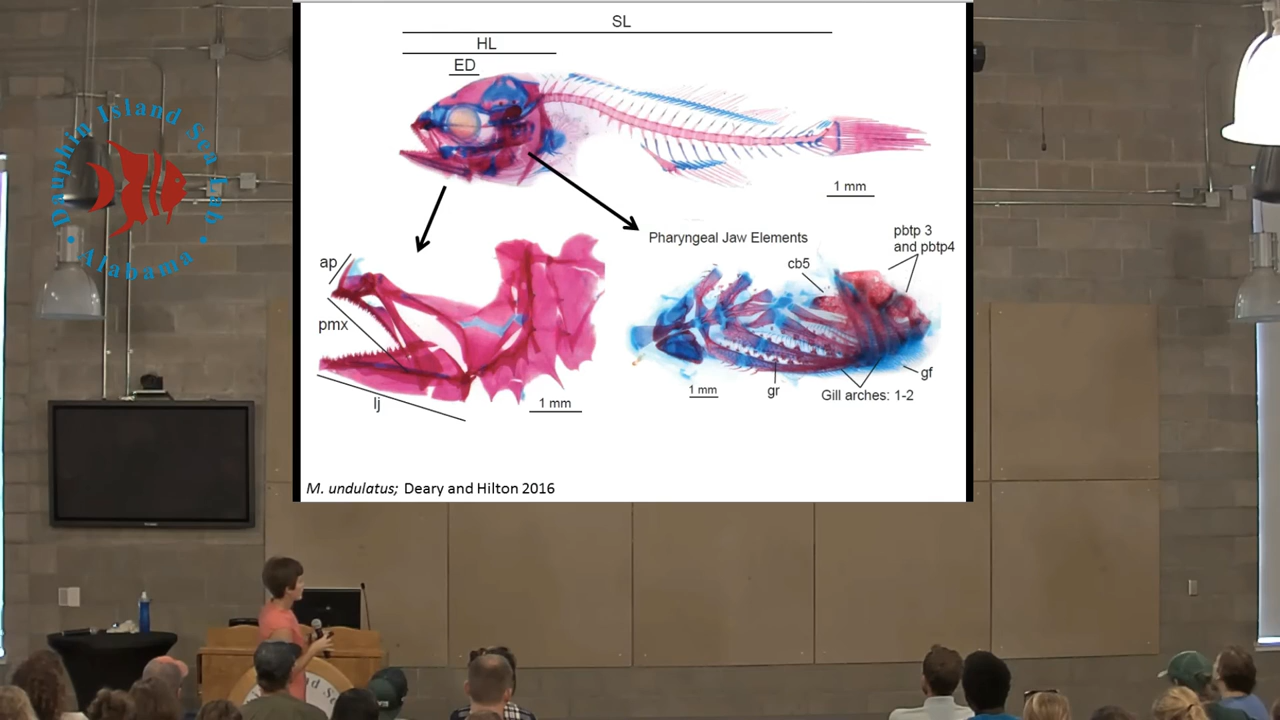 SL
HL
ED
1 mm
Pharyngeal Jaw Elements
pbtp 3
and pbtp4
cb5
ap
pmx
lj
1 mm
1 mm
gr
gf
Gill arches: 1-2
M. undulatus; Deary and Hilton 2016
Dauphin Island Sea Lab
Alabama